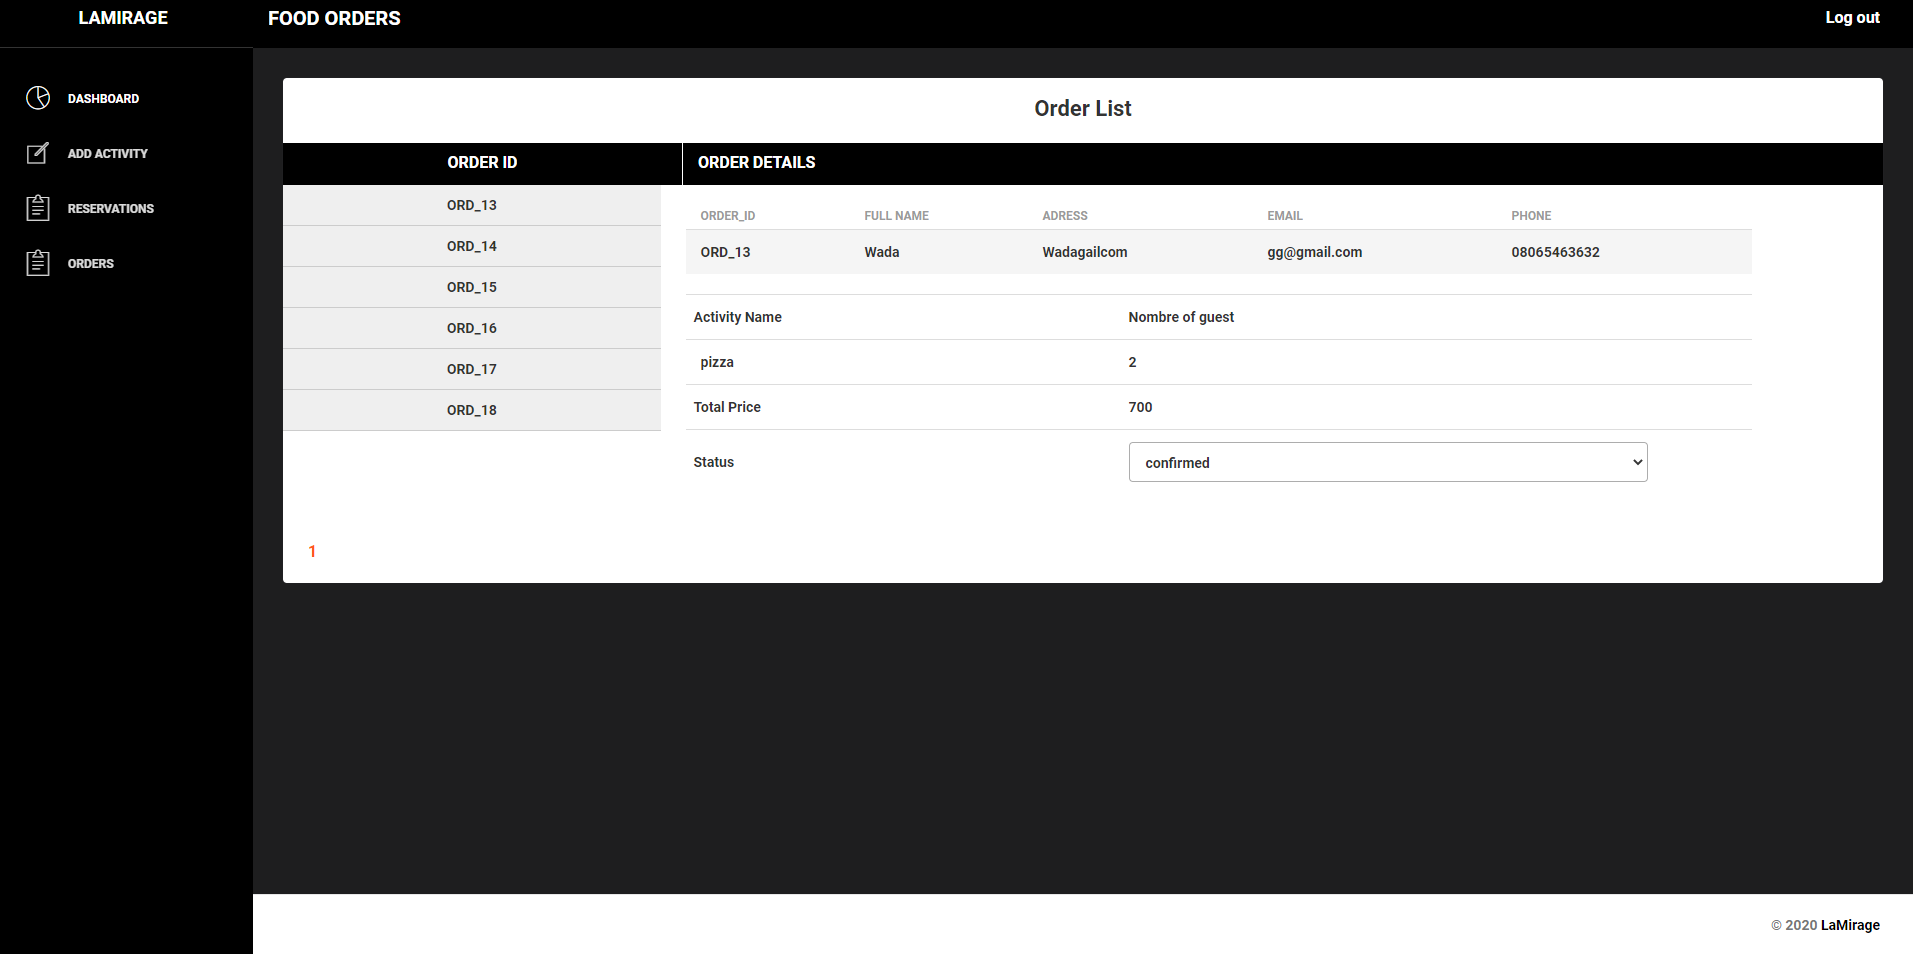 LAMIRAGE
FOOD ORDERS
Log out
DASHBOARD
ADD ACTIVITY
RESERVATIONS
ORDERS
Order List
ORDER ID
ORDER DETAILS
ORD_13
ORD_14
ORD_15
ORD_16
ORD_17
ORD_18
ORDER_ID FULL NAME ADRESS EMAIL PHONE
ORD_13 Wada Wadagailcom gg@gmail.com 08065463632
Activity Name Nombre of guest
pizza 2
Total Price 700
Status confirmed
1
© 2020 LaMirage